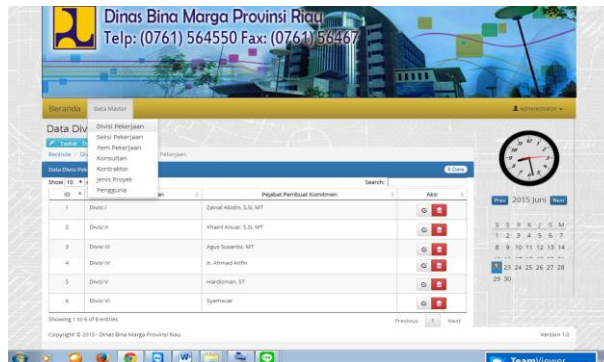 Dinas Bina Marga Provinsi Riau
Telp: (0761) 564550 Fax: (0761) 56467
Beranda Data Master Administrator
Data Div
Divisi Pekerjaan
Seksi Pekerjaan
Item Pekerjaan
Konsultan
Kontraktor
Jenis Proyek
Pengguna
Beranda
Pekerjaan
6 Data
Show 10
Search:
ID Pejabat Pembuat Komitmen Aksi
1 Divisi I Zainal Abidin, S.Si, MT
2 Divisi II Khairil Anuar, S.Si, MT
3 Divisi III Agus Susanto, MT
4 Divisi IV Ir. Ahmad Arifin
5 Divisi V Hardisman, ST
6 Divisi VI Syamsuir
Showing 1 to 6 of 6 entries
Previous 1 Next
Copyright © 2015 - Dinas Bina Marga Provinsi Riau Version 1.0
Prev 2015 Juni Next
S S R K J S M
1 2 3 4 5 6 7
8 9 10 11 12 13 14
23 24 25 26 27 28
29 30
TeamViewer